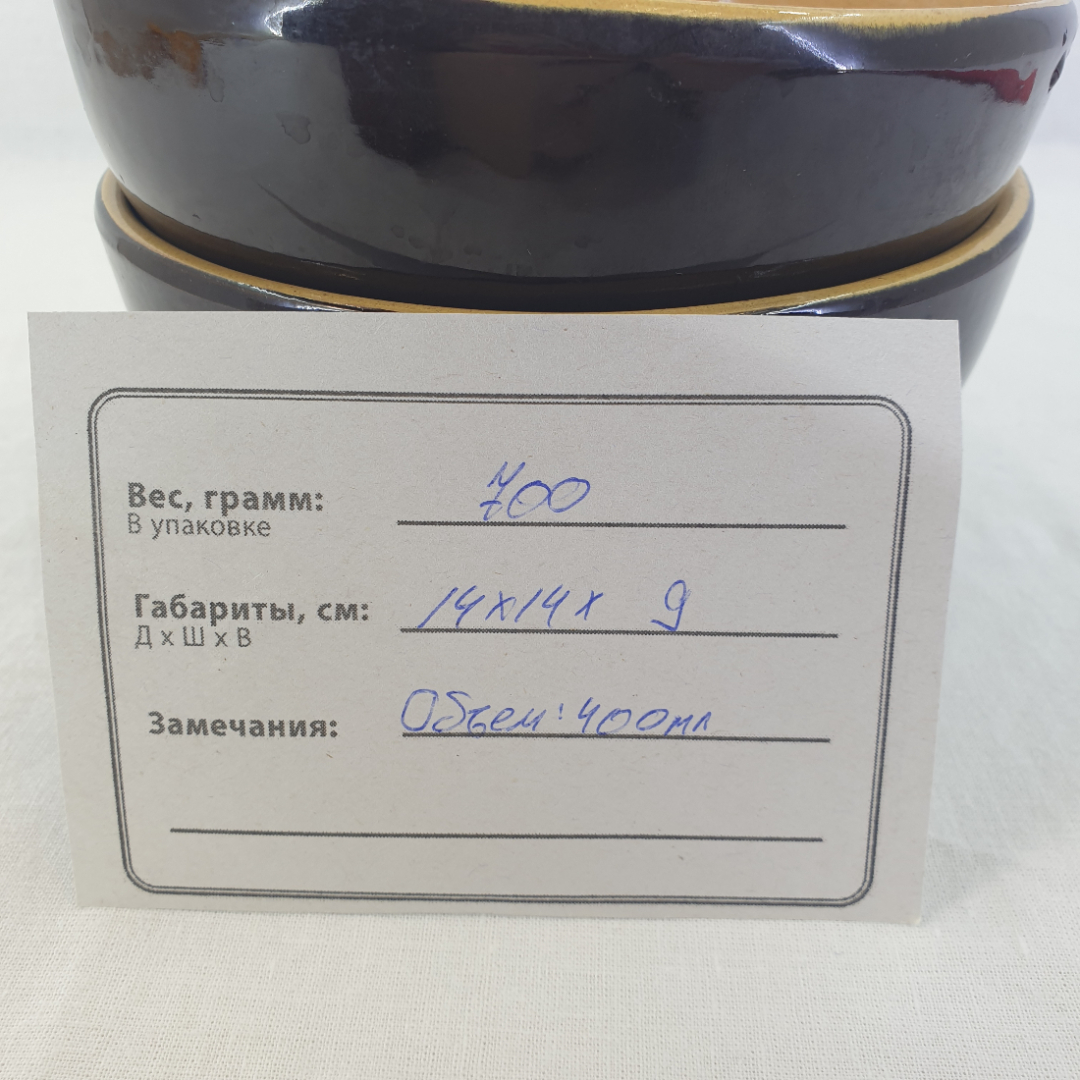 Вес, грамм: 700
В упаковке
Габариты, см: 14х14х 9
Д х Ш х В
Замечания: Объем: 400мл